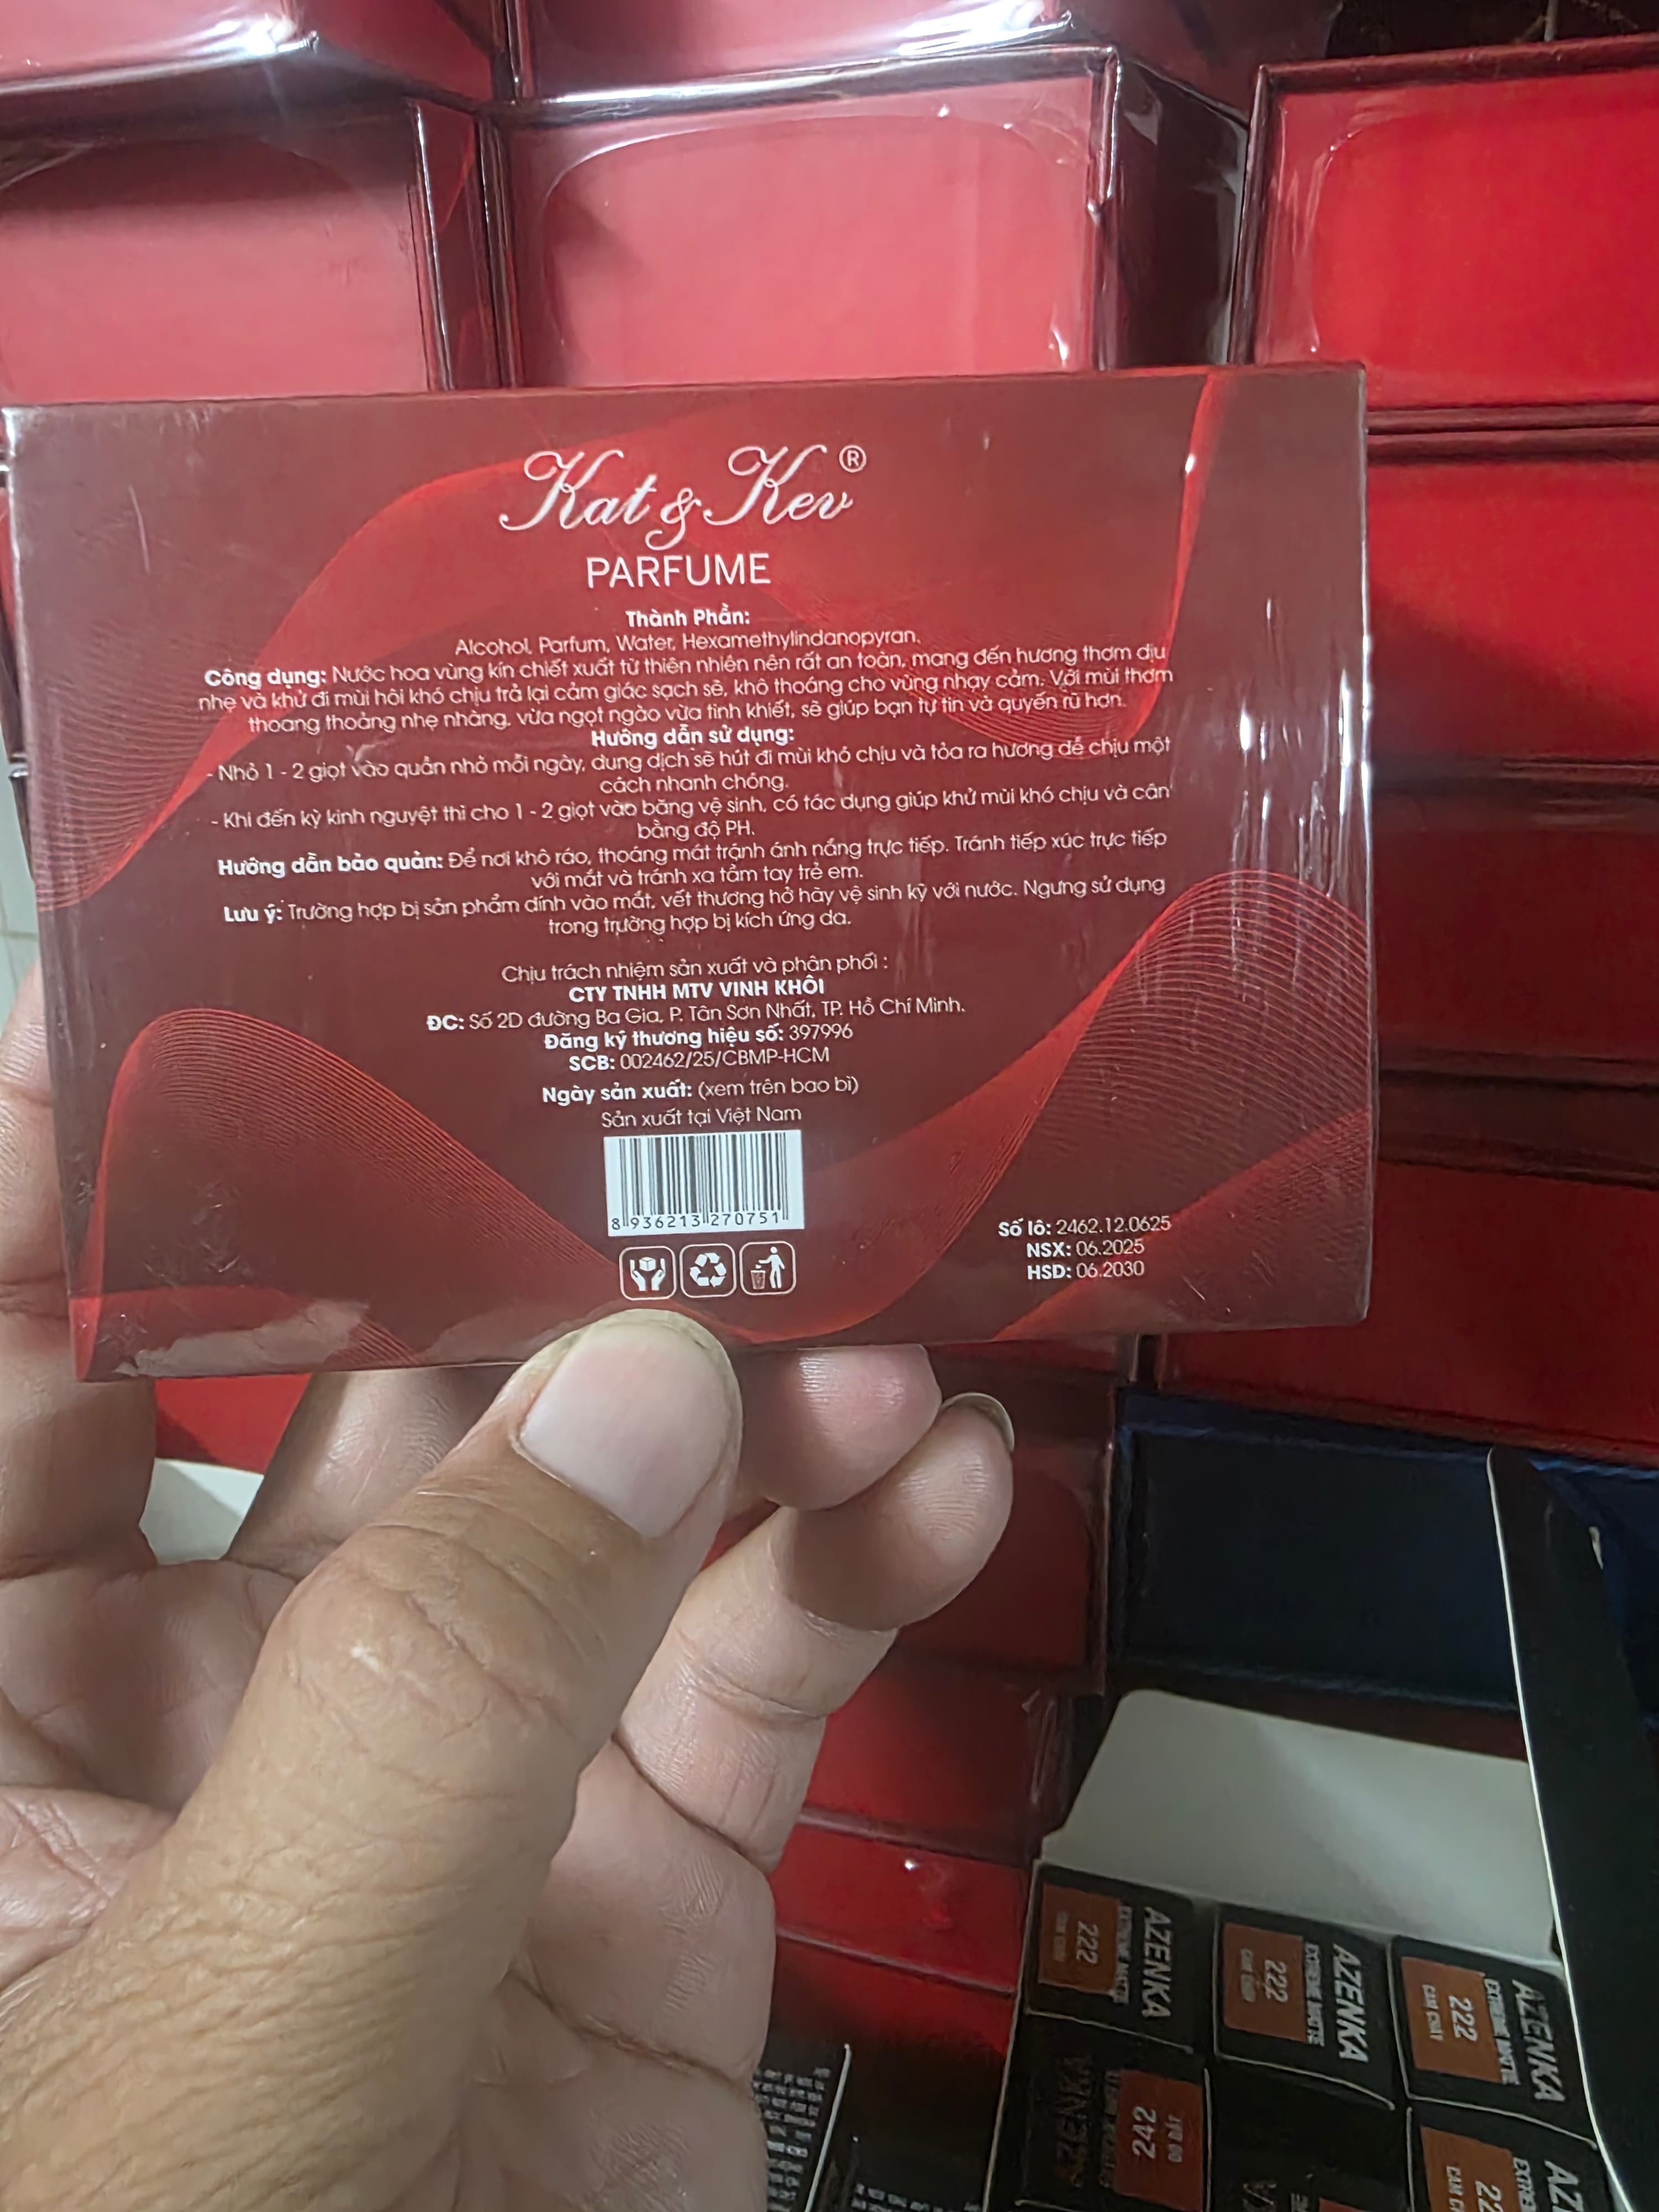 Kat & Kev®
PARFUME
Thành Phần:
Alcohol, Parfum, Water, Hexamethylindanopyran.
Công dụng: Nước hoa vùng kín chiết xuất từ thiên nhiên nên rất an toàn, mang đến hương thơm dịu
nhẹ và khử đi mùi hôi khó chịu trả lại cảm giác sạch sẽ, khô thoáng cho vùng nhạy cảm. Với mùi thơm
thoang thoảng nhẹ nhàng, vừa ngọt ngào vừa tinh khiết, sẽ giúp bạn tự tin và quyến rũ hơn.
Hướng dẫn sử dụng:
- Nhỏ 1 - 2 giọt vào quần nhỏ mỗi ngày, dung dịch sẽ hút đi mùi khó chịu và tỏa ra hương dễ chịu một
cách nhanh chóng.
- Khi đến kỳ kinh nguyệt thì cho 1 - 2 giọt vào băng vệ sinh, có tác dụng giúp khử mùi khó chịu và cân
bằng độ PH.
Hướng dẫn bảo quản: Để nơi khô ráo, thoáng mát tránh ánh nắng trực tiếp. Tránh tiếp xúc trực tiếp
với mắt và tránh xa tầm tay trẻ em.
Lưu ý: Trường hợp bị sản phẩm dính vào mắt, vết thương hở hãy vệ sinh kỹ với nước. Ngưng sử dụng
trong trường hợp bị kích ứng da.
Chịu trách nhiệm sản xuất và phân phối :
CTY TNHH MTV VINH KHÔI
ĐC: Số 2D đường Ba Gia, P. Tân Sơn Nhất, TP. Hồ Chí Minh.
Đăng ký thương hiệu số: 397996
SCB: 002462/25/CBMP-HCM
Ngày sản xuất: (xem trên bao bì)
Sản xuất tại Việt Nam
8 936213 270751
Số lô: 2462.12.0625
NSX: 06.2025
HSD: 06.2030
AZENKA
EXTREME MATTE
222
AZENKA
EXTREME MATTE
222
AZENKA
EXTREME MATTE
222
CAM CHÁY
AZENKA
242
ĐỎ ĐẤT